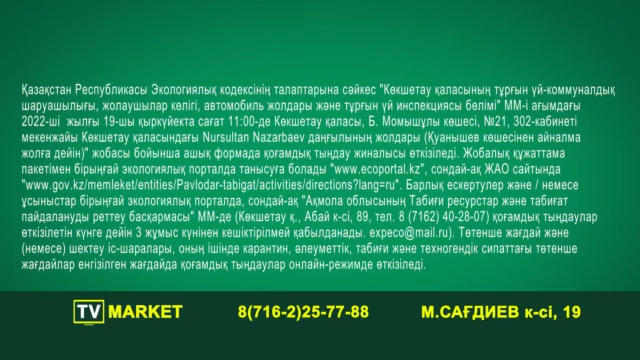 Қазақстан Республикасы Экологиялық кодексінің талаптарына сәйкес "Көкшетау қаласының тұрғын үй-коммуналдық
шаруашылығы, жолаушылар көлігі, автомобиль жолдары және тұрғын үй инспекциясы бөлімі" ММ-і ағымдағы
2022-ші жылғы 19-шы қыркүйекта сағат 11:00-де Көкшетау қаласы, Б. Момышұлы көшесі, №21, 302-кабинеті
мекенжайы Көкшетау қаласындағы Nursultan Nazarbaev даңғылының жолдары (Қуанышев көшесінен айналма
жолға дейін)" жобасы бойынша ашық формада қоғамдық тыңдау жиналысы өткізіледі. Жобалық құжаттама
пакетімен бірыңғай экологиялық порталда танысуға болады "www.ecoportal.kz", сондай-ақ ЖАО сайтында
"www.gov.kz/memleket/entities/Pavlodar-tabigat/activities/directions?lang=ru". Барлық ескертулер және / немесе
ұсыныстар бірыңғай экологиялық порталда, сондай-ақ "Ақмола облысының Табиғи ресурстар және табиғат
пайдалануды реттеу басқармасы" ММ-де (Көкшетау қ., Абай к-сі, 89, тел. 8 (7162) 40-28-07) қоғамдық тыңдаулар
өткізілетін күнге дейін 3 жұмыс күнінен кешіктірілмей қабылданады. expeco@mail.ru). Төтенше жағдай және
(немесе) шектеу іс-шаралары, оның ішінде карантин, әлеуметтік, табиғи және техногендік сипаттағы төтенше
жағдайлар енгізілген жағдайда қоғамдық тыңдаулар онлайн-режимде өткізіледі.
TV MARKET 8(716-2)25-77-88 М.САҒДИЕВ к-сі, 19